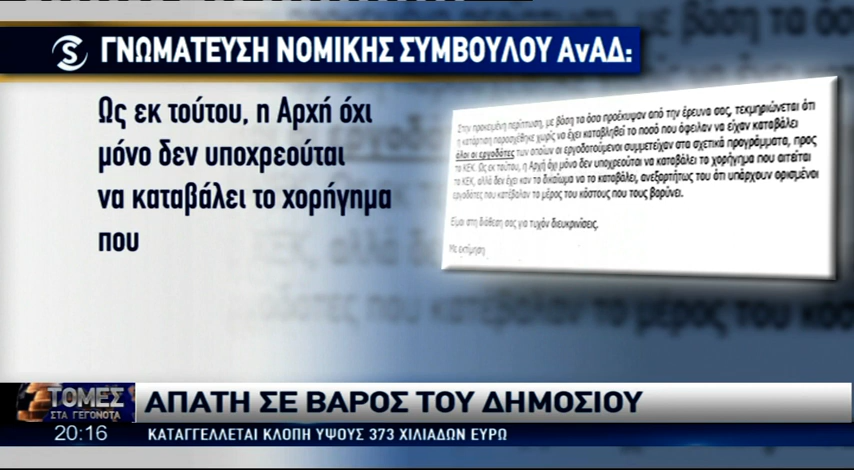 ΓΝΩΜΑΤΕΥΣΗ ΝΟΜΙΚΗΣ ΣΥΜΒΟΥΛΟΥ ΑνΑΔ:
Ως εκ τούτου, η Αρχή όχι
μόνο δεν υποχρεούται
να καταβάλει το χορήγημα
που
Στην προκειμένη περίπτωση, με βάση τα όσα προέκυψαν από την έρευνα σας, τεκμηριώνεται ότι
η κατάρτιση παρασχέθηκε χωρίς να έχει καταβληθεί το ποσό που όφειλαν να είχαν καταβάλει
όλοι οι εργοδότες των οποίων οι εργοδοτούμενοι συμμετείχαν στα σχετικά προγράμματα, προς
το ΚΕΚ. Ως εκ τούτου, η Αρχή όχι μόνο δεν υποχρεούται να καταβάλει το χορήγημα που αιτείται
το ΚΕΚ, αλλά δεν έχει καν το δικαίωμα να το καταβάλει, ανεξαρτήτως του ότι υπάρχουν ορισμένοι
εργοδότες που κατέβαλαν το μέρος του κόστους που τους βαρύνει.
Είμαι στη διάθεση σας για τυχόν διευκρινίσεις.
Με εκτίμηση
ΤΟΜΕΣ
ΣΤΑ ΓΕΓΟΝΟΤΑ
ΑΠΑΤΗ ΣΕ ΒΑΡΟΣ ΤΟΥ ΔΗΜΟΣΙΟΥ
20:16
ΚΑΤΑΓΓΕΛΛΕΤΑΙ ΚΛΟΠΗ ΥΨΟΥΣ 373 ΧΙΛΙΑΔΩΝ ΕΥΡΩ